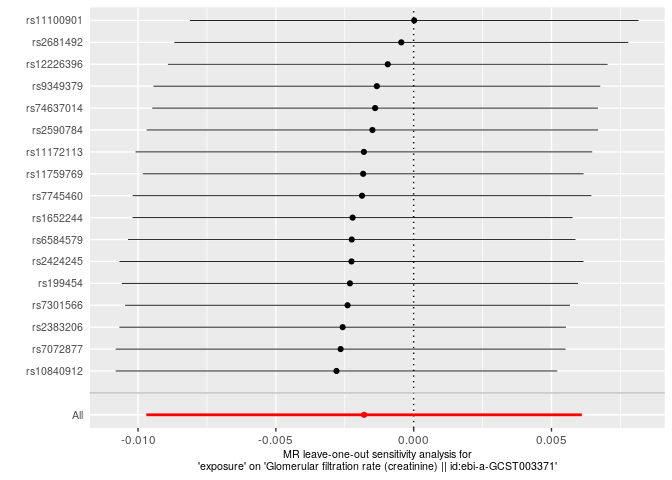 rs11100901
rs2681492
rs12226396
rs9349379
rs74637014
rs2590784
rs11172113
rs11759769
rs7745460
rs1652244
rs6584579
rs2424245
rs199454
rs7301566
rs2383206
rs7072877
rs10840912
All
-0.010 -0.005 0.000 0.005
MR leave-one-out sensitivity analysis for
'exposure' on 'Glomerular filtration rate (creatinine) || id:ebi-a-GCST003371'